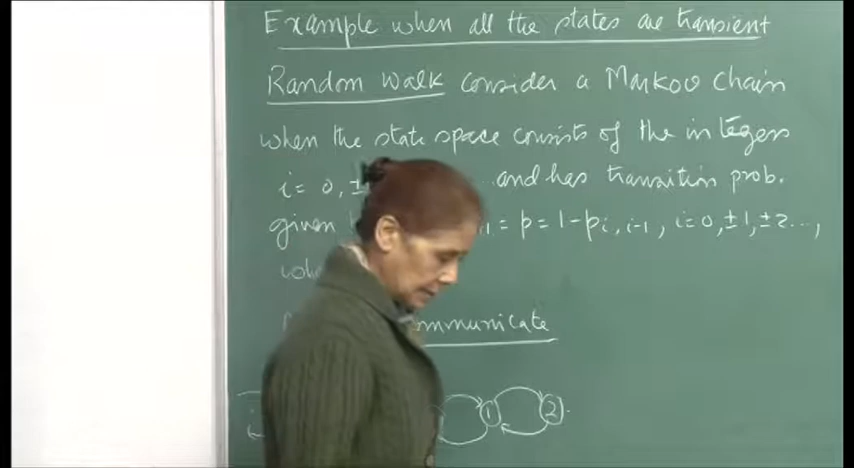 Example when all the states are transient
Random walk consider a Markov Chain
when the state space consists of the integers
i = 0, ± ... and has transition prob.
given = p = 1 - p i, i-1 , i = 0, ±1, ±2 ...,
communicate
1 2